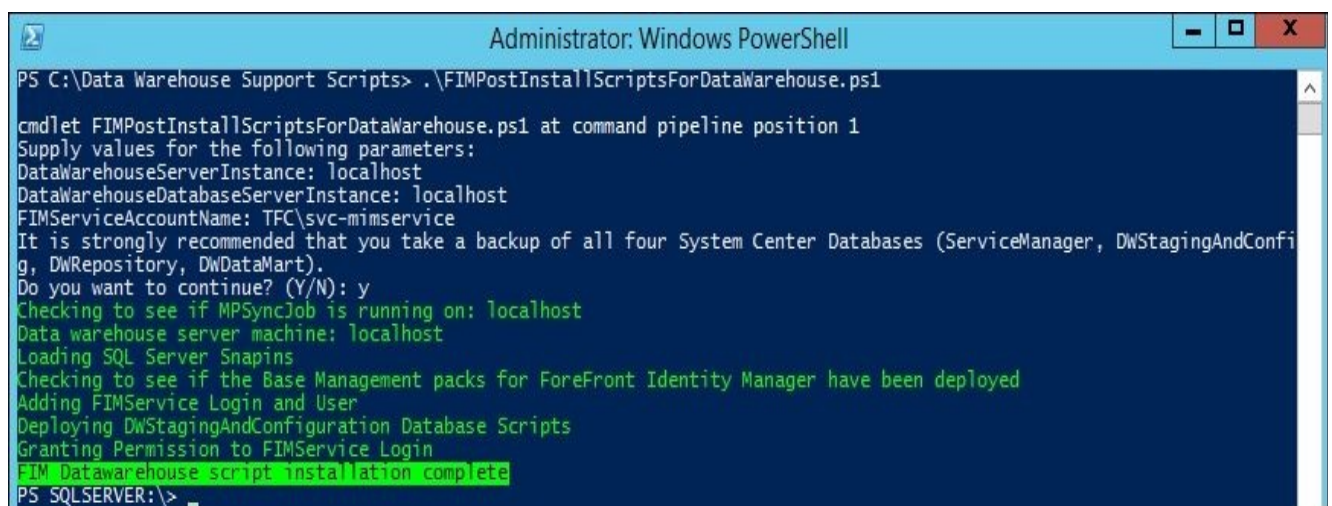 Administrator: Windows PowerShell
X
PS C:\Data Warehouse Support Scripts> .\FIMPostInstallScriptsForDataWarehouse.ps1
cmdlet FIMPostInstallScriptsForDataWarehouse.ps1 at command pipeline position 1
Supply values for the following parameters:
DataWarehouseServerInstance: localhost
DataWarehouseDatabaseServerInstance: localhost
FIMServiceAccountName: TFC\svc-mimservice
It is strongly recommended that you take a backup of all four System Center Databases (ServiceManager, DWStagingAndConfi
g, DWRepository, DWDataMart).
Do you want to continue? (Y/N): y
Checking to see if MPSyncJob is running on: localhost
Data warehouse server machine: localhost
Loading SQL Server Snapins
Checking to see if the Base Management packs for ForeFront Identity Manager have been deployed
Adding FIMService Login and User
Deploying DWStagingAndConfiguration Database Scripts
Granting Permission to FIMService Login
FIM Datawarehouse script installation complete
PS SQLSERVER:\> _